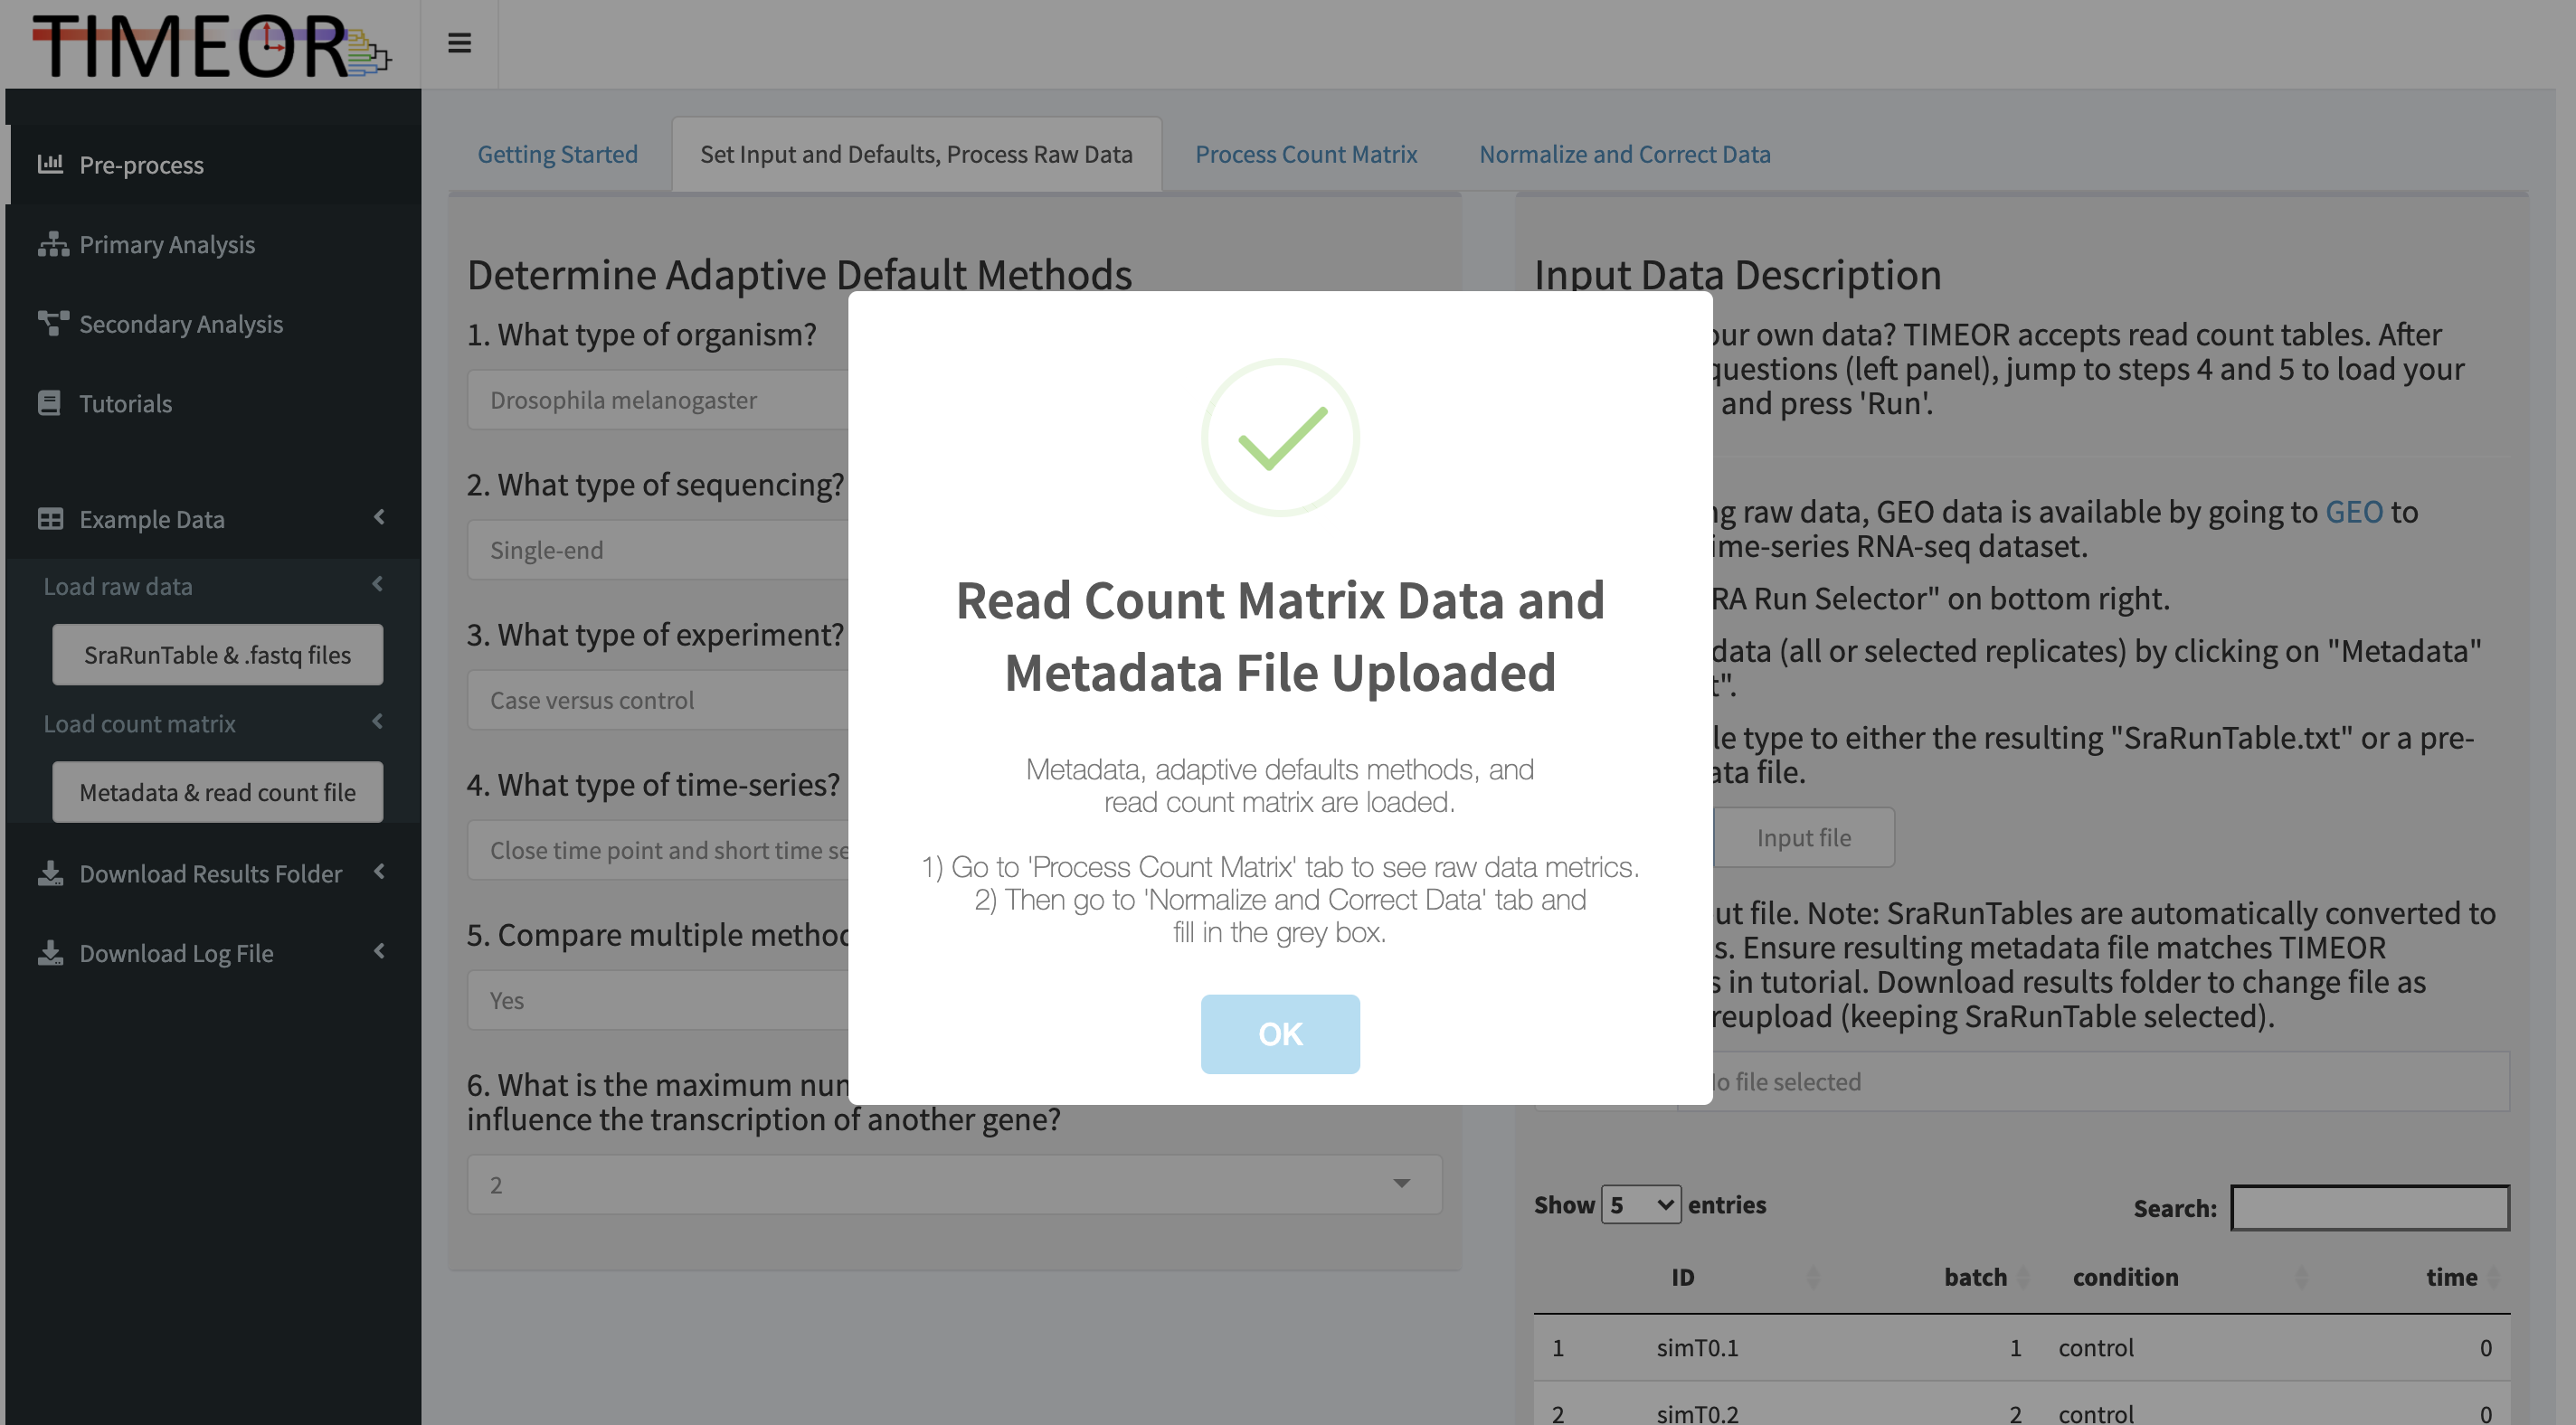 TIMEOR
Pre-process
Primary Analysis
Secondary Analysis
Tutorials
Example Data
Load raw data
SraRunTable & .fastq files
Load count matrix
Metadata & read count file
Download Results Folder
Download Log File
Getting Started
Set Input and Defaults, Process Raw Data
Process Count Matrix
Normalize and Correct Data
Determine Adaptive Default Methods
1. What type of organism?
Drosophila melanogaster
2. What type of sequencing?
Single-end
3. What type of experiment?
Case versus control
4. What type of time-series?
Close time point and short time
5. Compare multiple
Yes
6. What is the maximum
influence the transcription of another gene?
2
Read Count Matrix Data and
Metadata File Uploaded
Metadata, adaptive defaults methods, and
read count matrix are loaded.
1) Go to 'Process Count Matrix' tab to see raw data metrics.
2) Then go to 'Normalize and Correct Data' tab and
fill in the grey box.
OK
Input Data Description
own data? TIMEOR accepts read count tables. After
questions (left panel), jump to steps 4 and 5 to load your
and press 'Run'.
raw data, GEO data is available by going to GEO to
RNA-seq dataset.
Run Selector" on bottom right.
(all or selected replicates) by clicking on "Metadata"
type to either the resulting "SraRunTable.txt" or a pre-
file.
Input file
file. Note: SraRunTables are automatically converted to
Ensure resulting metadata file matches TIMEOR
in tutorial. Download results folder to change file as
reupload (keeping SraRunTable selected).
file selected
Show 5 entries
Search:
ID batch condition time
1 simT0.1 1 control 0
2 simT0.2 2 control 0